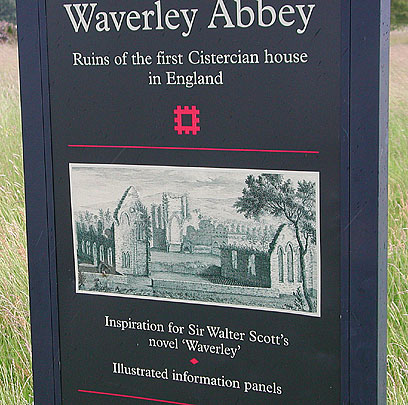 Waverley Abbey
Ruins of the first Cistercian house
in England
Inspiration for Sir Walter Scott's
novel 'Waverley'
Illustrated information panels